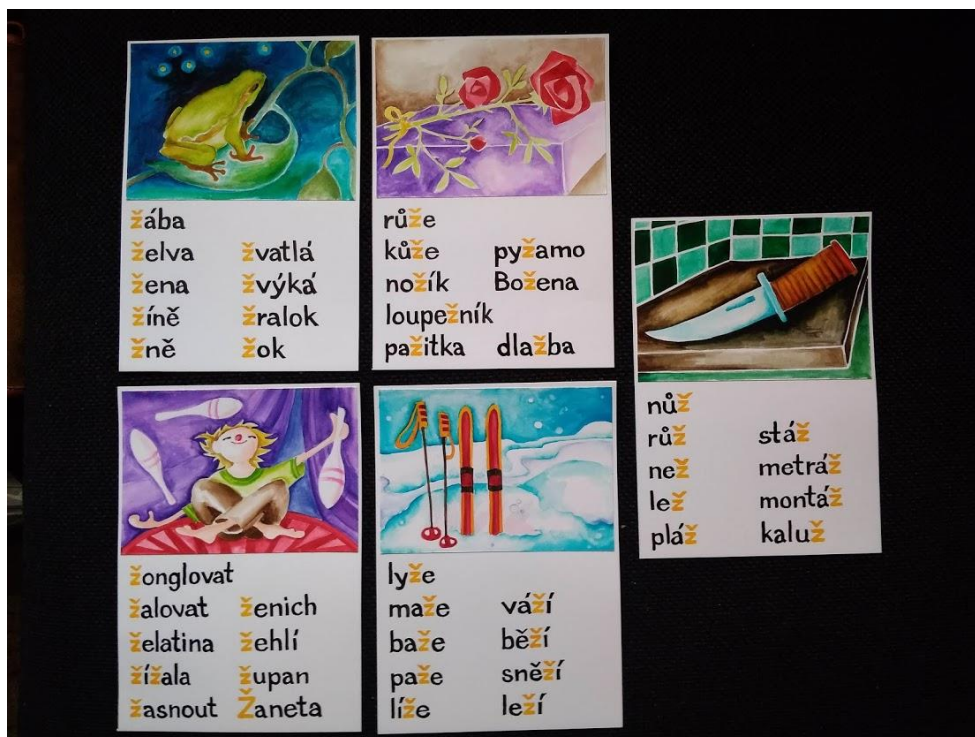 žába
želva žvatlá
žena žvýká
žíně žralok
žně žok
růže
kůže pyžamo
nožík Božena
loupežník
pažitka dlažba
nůž
růž stáž
než metráž
lež montáž
pláž kaluž
žonglovat
žalovat ženich
želatina žehlí
žížala župan
žasnout Žaneta
lyže
maže váží
baže běží
paže sněží
líže leží